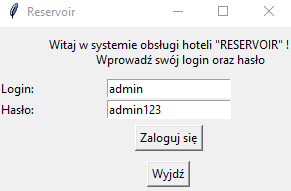 Reservoir
Witaj w systemie obsługi hoteli "RESERVOIR" !
Wprowadź swój login oraz hasło
Login: admin
Hasło: admin123
Zaloguj się
Wyjdź